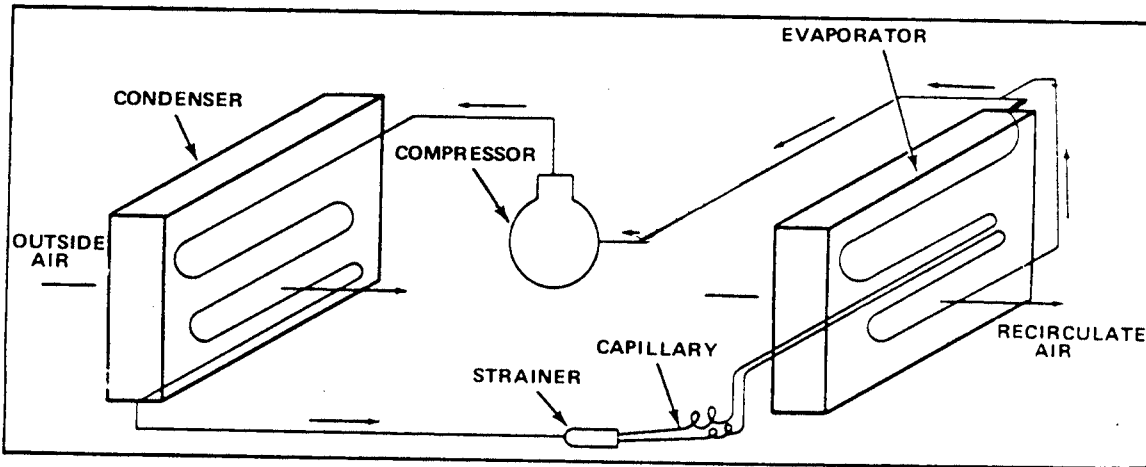 EVAPORATOR
CONDENSER
COMPRESSOR
OUTSIDE
AIR
CAPILLARY
STRAINER
RECIRCULATE
AIR